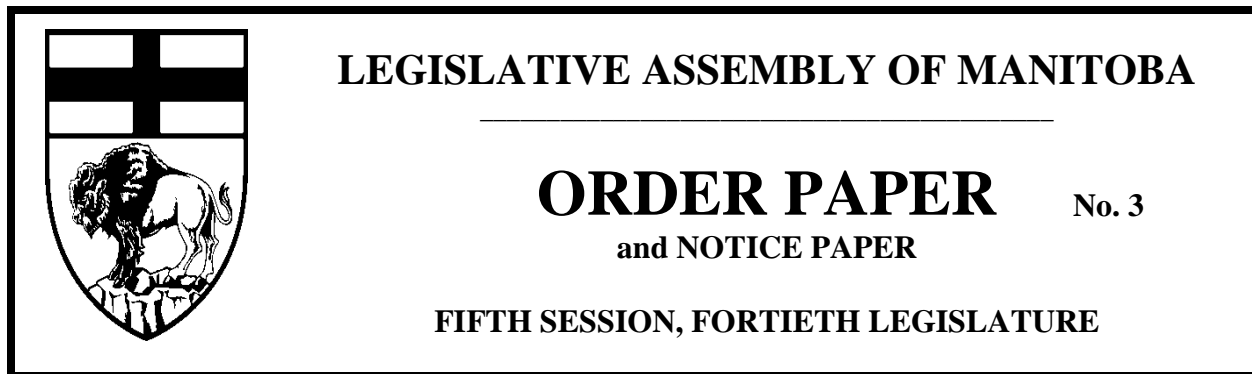 LEGISLATIVE ASSEMBLY OF MANITOBA
ORDER PAPER No. 3
and NOTICE PAPER
FIFTH SESSION, FORTIETH LEGISLATURE